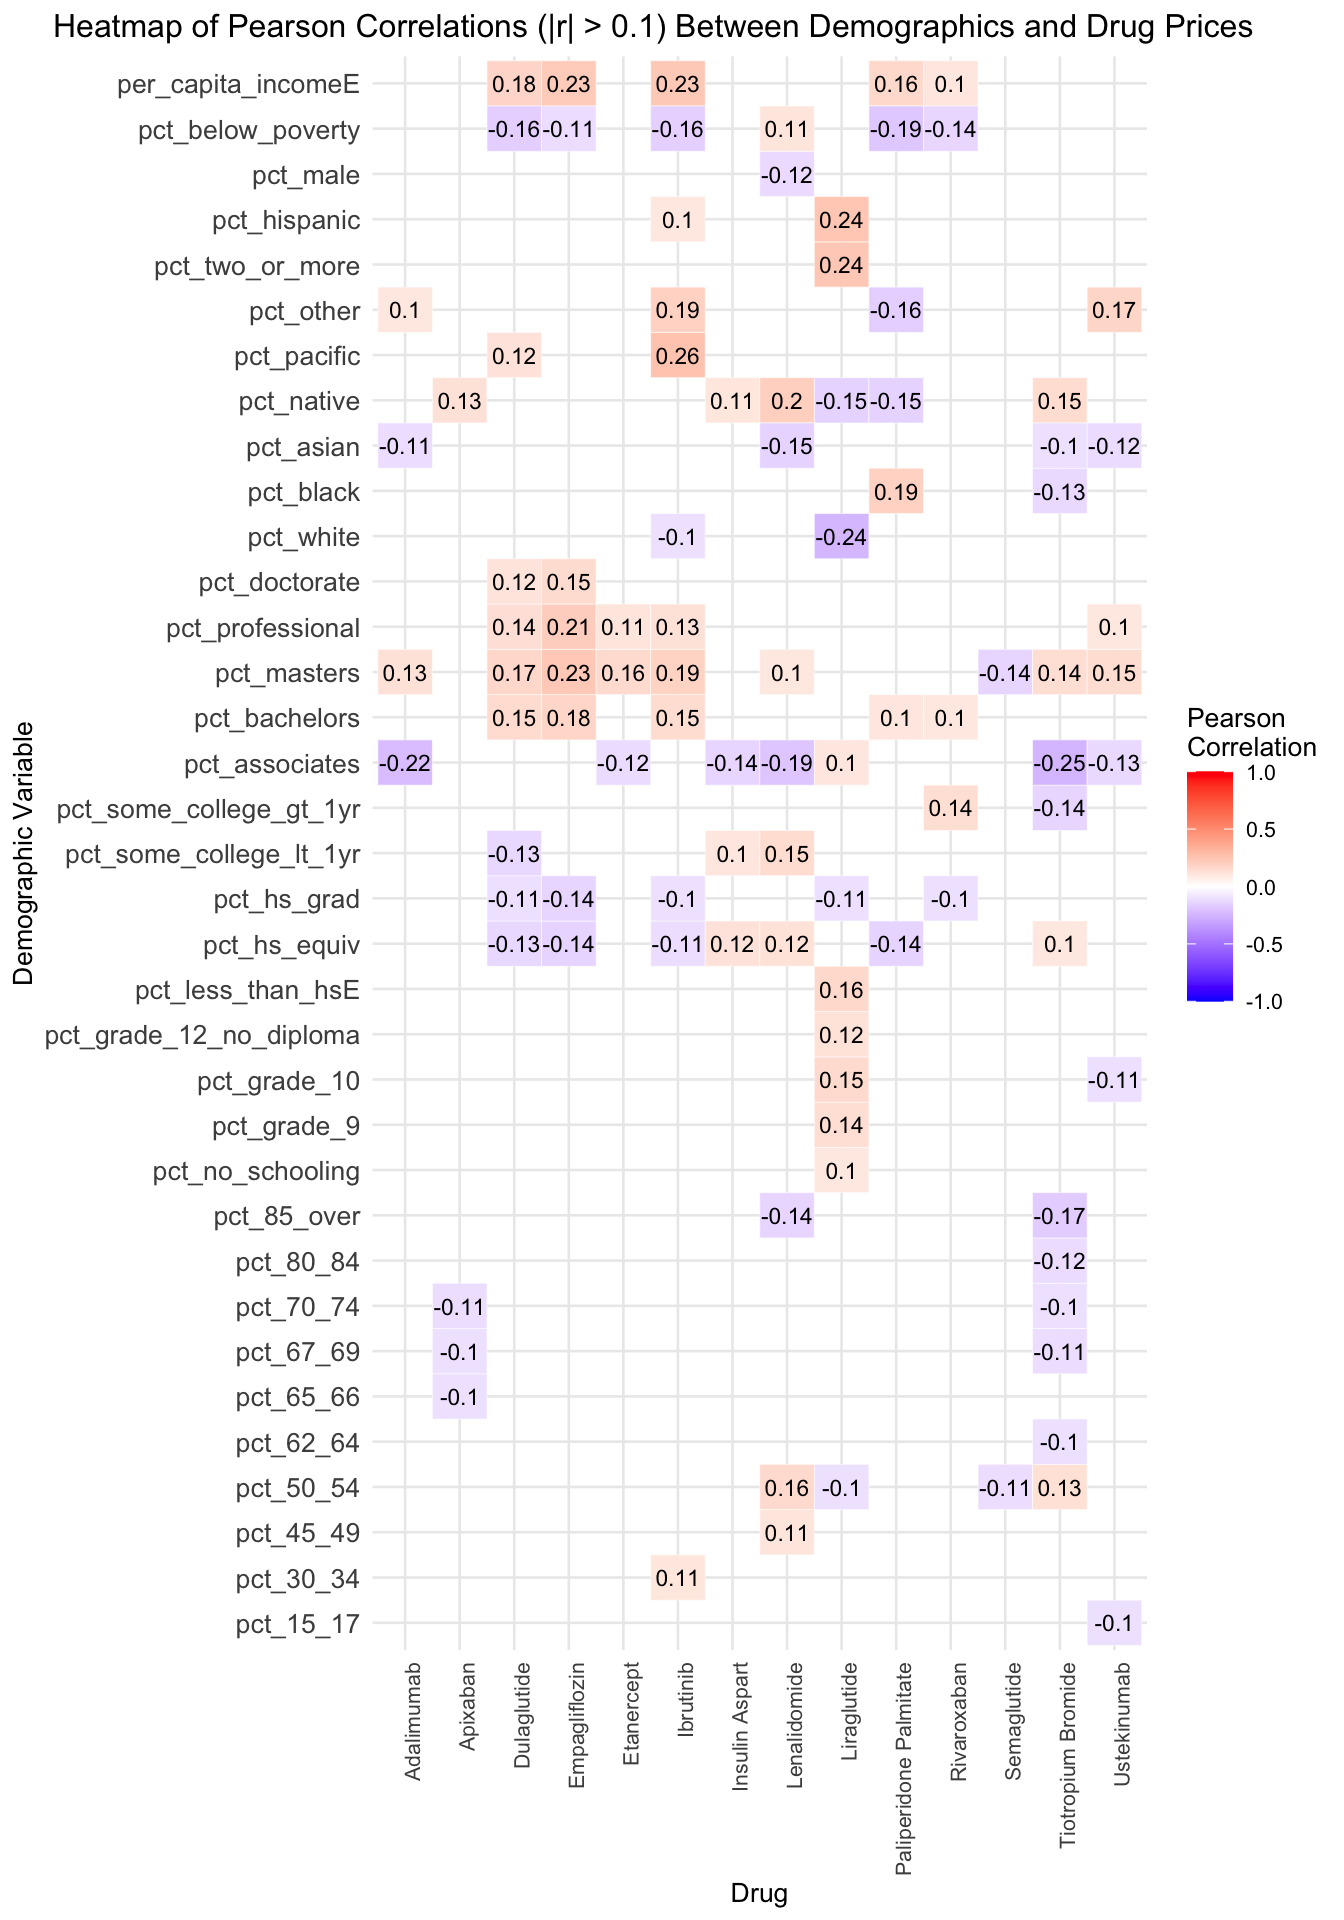 Heatmap of Pearson Correlations (|r| > 0.1) Between Demographics and Drug Prices
per_capita_incomeE 0.18 0.23 0.23 0.16 0.1
pct_below_poverty -0.16 -0.11 -0.16 0.11 -0.19 -0.14
pct_male -0.12
pct_hispanic 0.1 0.24
pct_two_or_more 0.24
pct_other 0.1 0.19 -0.16 0.17
pct_pacific 0.12 0.26
pct_native 0.13 0.11 0.2 -0.15 -0.15 0.15
pct_asian -0.11 -0.15 -0.1 -0.12
pct_black 0.19 -0.13
pct_white -0.1 -0.24
pct_doctorate 0.12 0.15
pct_professional 0.14 0.21 0.11 0.13 0.1
pct_masters 0.13 0.17 0.23 0.16 0.19 0.1 -0.14 0.14 0.15
pct_bachelors 0.15 0.18 0.15 0.1 0.1
pct_associates -0.22 -0.12 -0.14 -0.19 0.1 -0.25 -0.13
pct_some_college_gt_1yr 0.14 -0.14
pct_some_college_lt_1yr -0.13 0.1 0.15
pct_hs_grad -0.11 -0.14 -0.1 -0.11 -0.1
pct_hs_equiv -0.13 -0.14 -0.11 0.12 0.12 -0.14 0.1
pct_less_than_hsE 0.16
pct_grade_12_no_diploma 0.12
pct_grade_10 0.15 -0.11
pct_grade_9 0.14
pct_no_schooling 0.1
pct_85_over -0.14 -0.17
pct_80_84 -0.12
pct_70_74 -0.11 -0.1
pct_67_69 -0.1 -0.11
pct_65_66 -0.1
pct_62_64 -0.1
pct_50_54 0.16 -0.1 -0.11 0.13
pct_45_49 0.11
pct_30_34 0.11
pct_15_17 -0.1
Demographic Variable
Adalimumab
Apixaban
Dulaglutide
Empagliflozin
Etanercept
Ibrutinib
Insulin Aspart
Lenalidomide
Liraglutide
Paliperidone Palmitate
Rivaroxaban
Semaglutide
Tiotropium Bromide
Ustekinumab
Drug
Pearson
Correlation
1.0
0.5
0.0
-0.5
-1.0